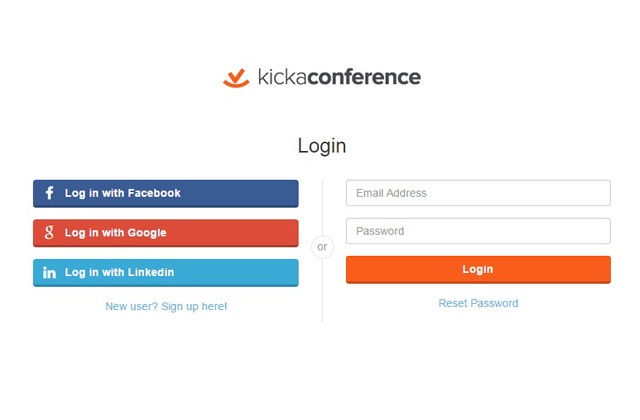 kickaconference
Login
Log in with Facebook
Log in with Google
Log in with Linkedin
New user? Sign up here!
or
Email Address
Password
Login
Reset Password